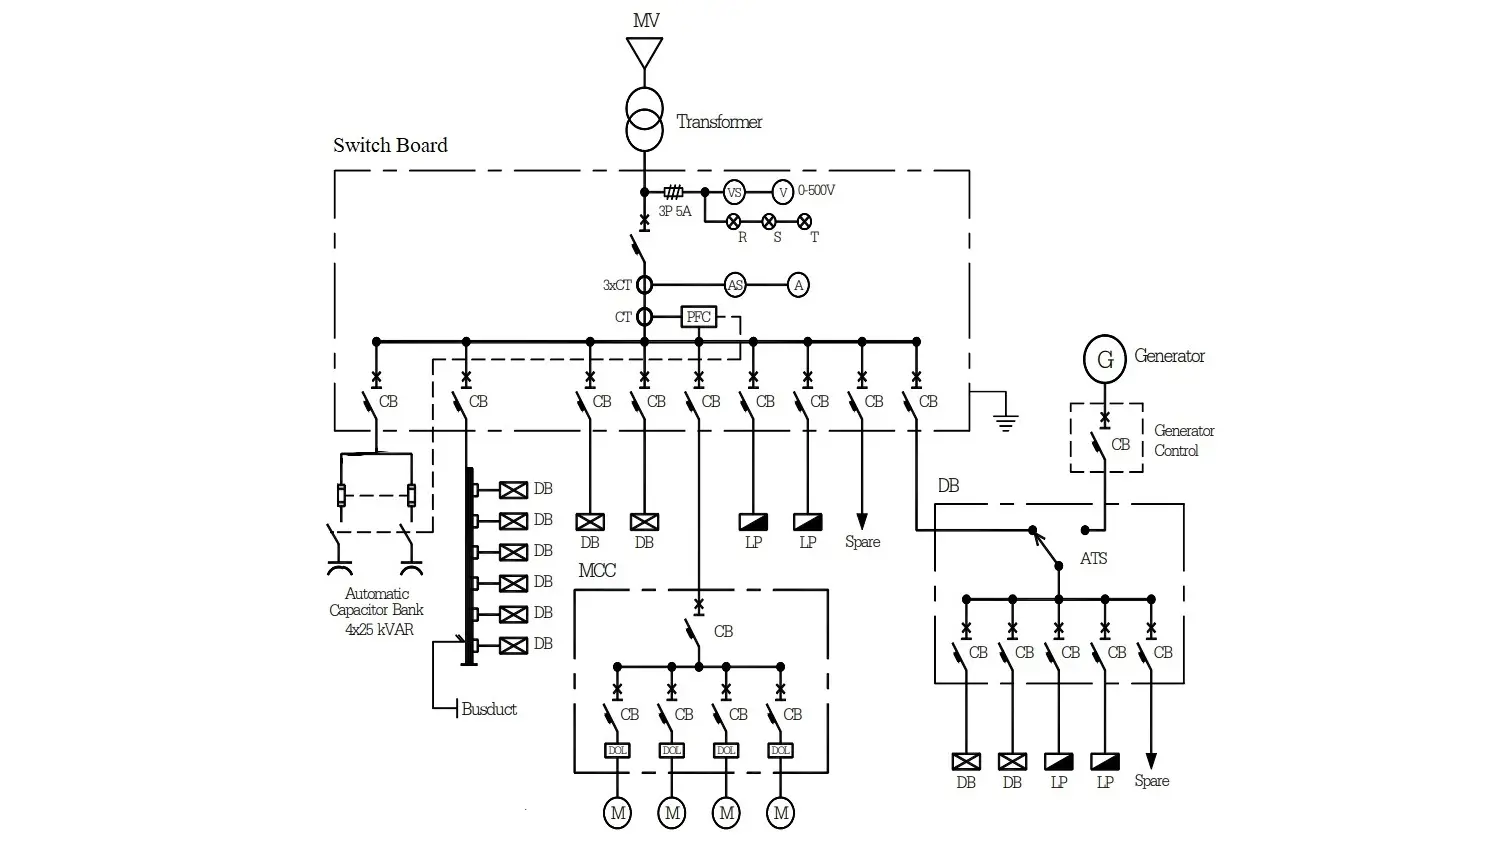 MV
Transformer
Switch Board
VS
V
0-500V
3P 5A
R
S
T
3xCT
AS
A
CT
PFC
G
Generator
CB
CB
CB
CB
CB
CB
CB
CB
CB
CB
Generator
Control
DB
DB
DB
DB
DB
DB
DB
DB
DB
LP
LP
Spare
ATS
MCC
Automatic
Capacitor Bank
4x25 kVAR
CB
CB
CB
CB
CB
CB
Busduct
CB
CB
CB
CB
DOL
DOL
DOL
DOL
DB
DB
LP
LP
Spare
M
M
M
M